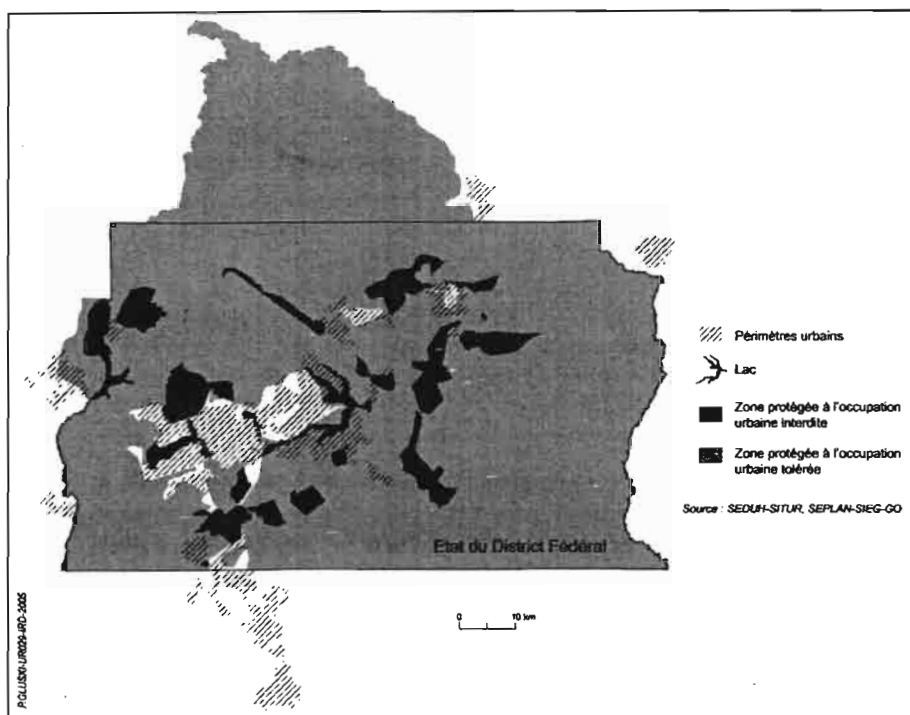 Périmètres urbains
Lac
Zone protégée à l'occupation
urbaine interdite
Zone protégée à l'occupation
urbaine tolérée
Source : SEDUH-SITUR, SEPLAN-SIEG-GO
Etat du District Fédéral
0 10 km
P.GLUSKI-UR029-IRD-2005